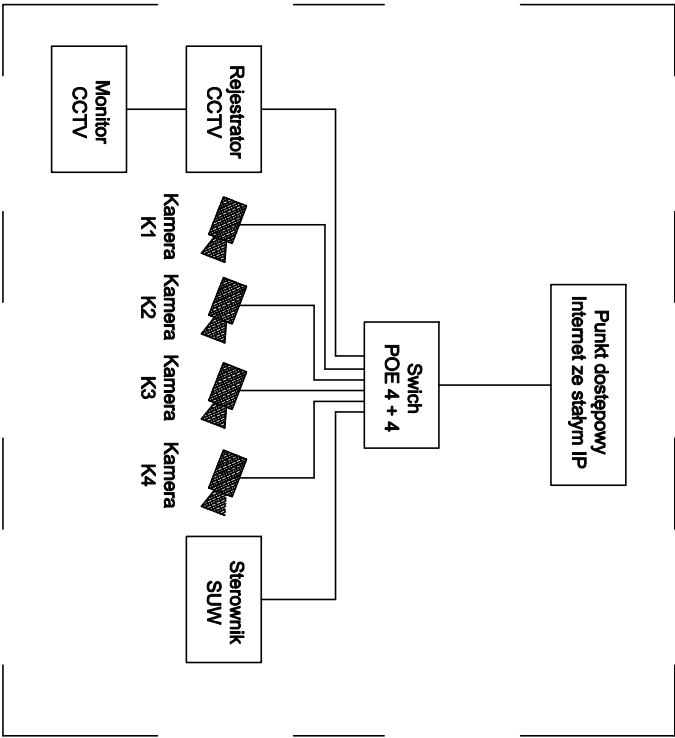 Punkt dostępowy
Internet ze stałym IP
Swich
POE 4 + 4
Rejestrator
CCTV
Monitor
CCTV
Kamera
K1
Kamera
K2
Kamera
K3
Kamera
K4
Sterownik
SUW